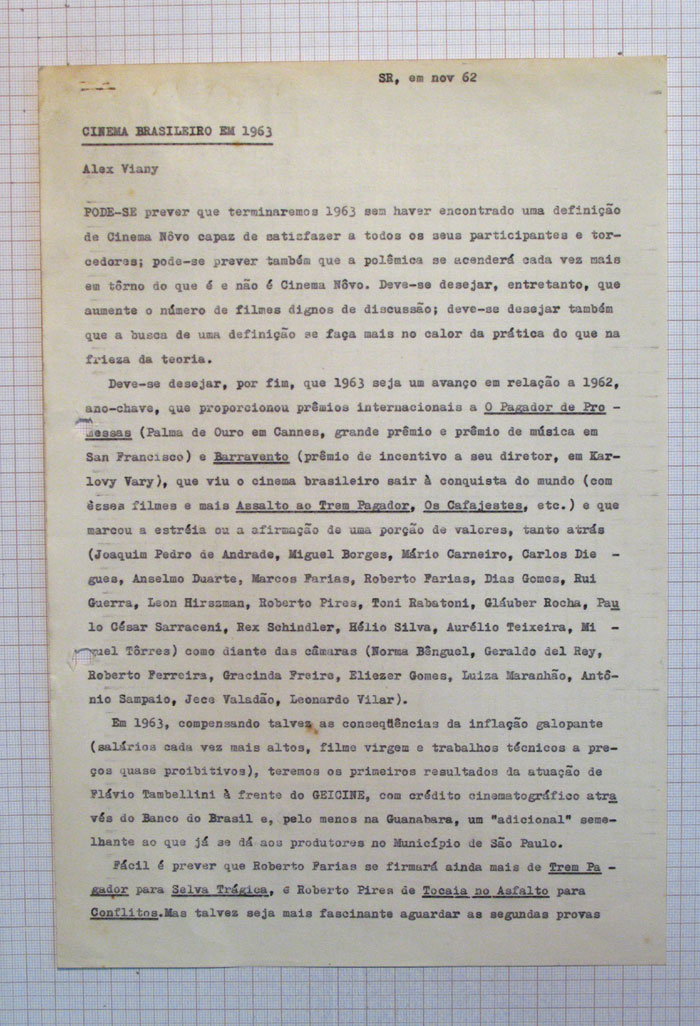 SR, em nov 62
CINEMA BRASILEIRO EM 1963
Alex Viany
PODE-SE prever que terminaremos 1963 sem haver encontrado uma definição
de Cinema Nôvo capaz de satisfazer a todos os seus participantes e tor-
cedores; pode-se prever também que a polêmica se acenderá cada vez mais
em tôrno do que é e não é Cinema Nôvo. Deve-se desejar, entretanto, que
aumente o número de filmes dignos de discussão; deve-se desejar também
que a busca de uma definição se faça mais no calor da prática do que na
frieza da teoria.
Deve-se desejar, por fim, que 1963 seja um avanço em relação a 1962,
ano-chave, que proporcionou prêmios internacionais a O Pagador de Pro -
messas (Palma de Ouro em Cannes, grande prêmio e prêmio de música em
San Francisco) e Barravento (prêmio de incentivo a seu diretor, em Kar-
lovy Vary), que viu o cinema brasileiro sair à conquista do mundo (com
êsses filmes e mais Assalto ao Trem Pagador, Os Cafajestes, etc.) e que
marcou a estréia ou a afirmação de uma porção de valores, tanto atrás
(Joaquim Pedro de Andrade, Miguel Borges, Mário Carneiro, Carlos Die -
gues, Anselmo Duarte, Marcos Farias, Roberto Farias, Dias Gomes, Rui
Guerra, Leon Hirszman, Roberto Pires, Toni Rabatoni, Gláuber Rocha, Pau
lo César Sarraceni, Rex Schindler, Hélio Silva, Aurélio Teixeira, Mi -
guel Tôrres) como diante das câmaras (Norma Bênguel, Geraldo del Rey,
Roberto Ferreira, Gracinda Freire, Eliezer Gomes, Luiza Maranhão, Antô-
nio Sampaio, Jece Valadão, Leonardo Vilar).
Em 1963, compensando talvez as conseqüências da inflação galopante
(salários cada vez mais altos, filme virgem e trabalhos técnicos a pre-
ços quase proibitivos), teremos os primeiros resultados da atuação de
Flávio Tambellini à frente do GEICINE, com crédito cinematográfico atra
vés do Banco do Brasil e, pelo menos na Guanabara, um "adicional" seme-
lhante ao que já se dá aos produtores no Município de São Paulo.
Fácil é prever que Roberto Farias se firmará ainda mais de Trem Pa -
gador para Selva Trágica, e Roberto Pires de Tocaia no Asfalto para
Conflitos.Mas talvez seja mais fascinante aguardar as segundas provas